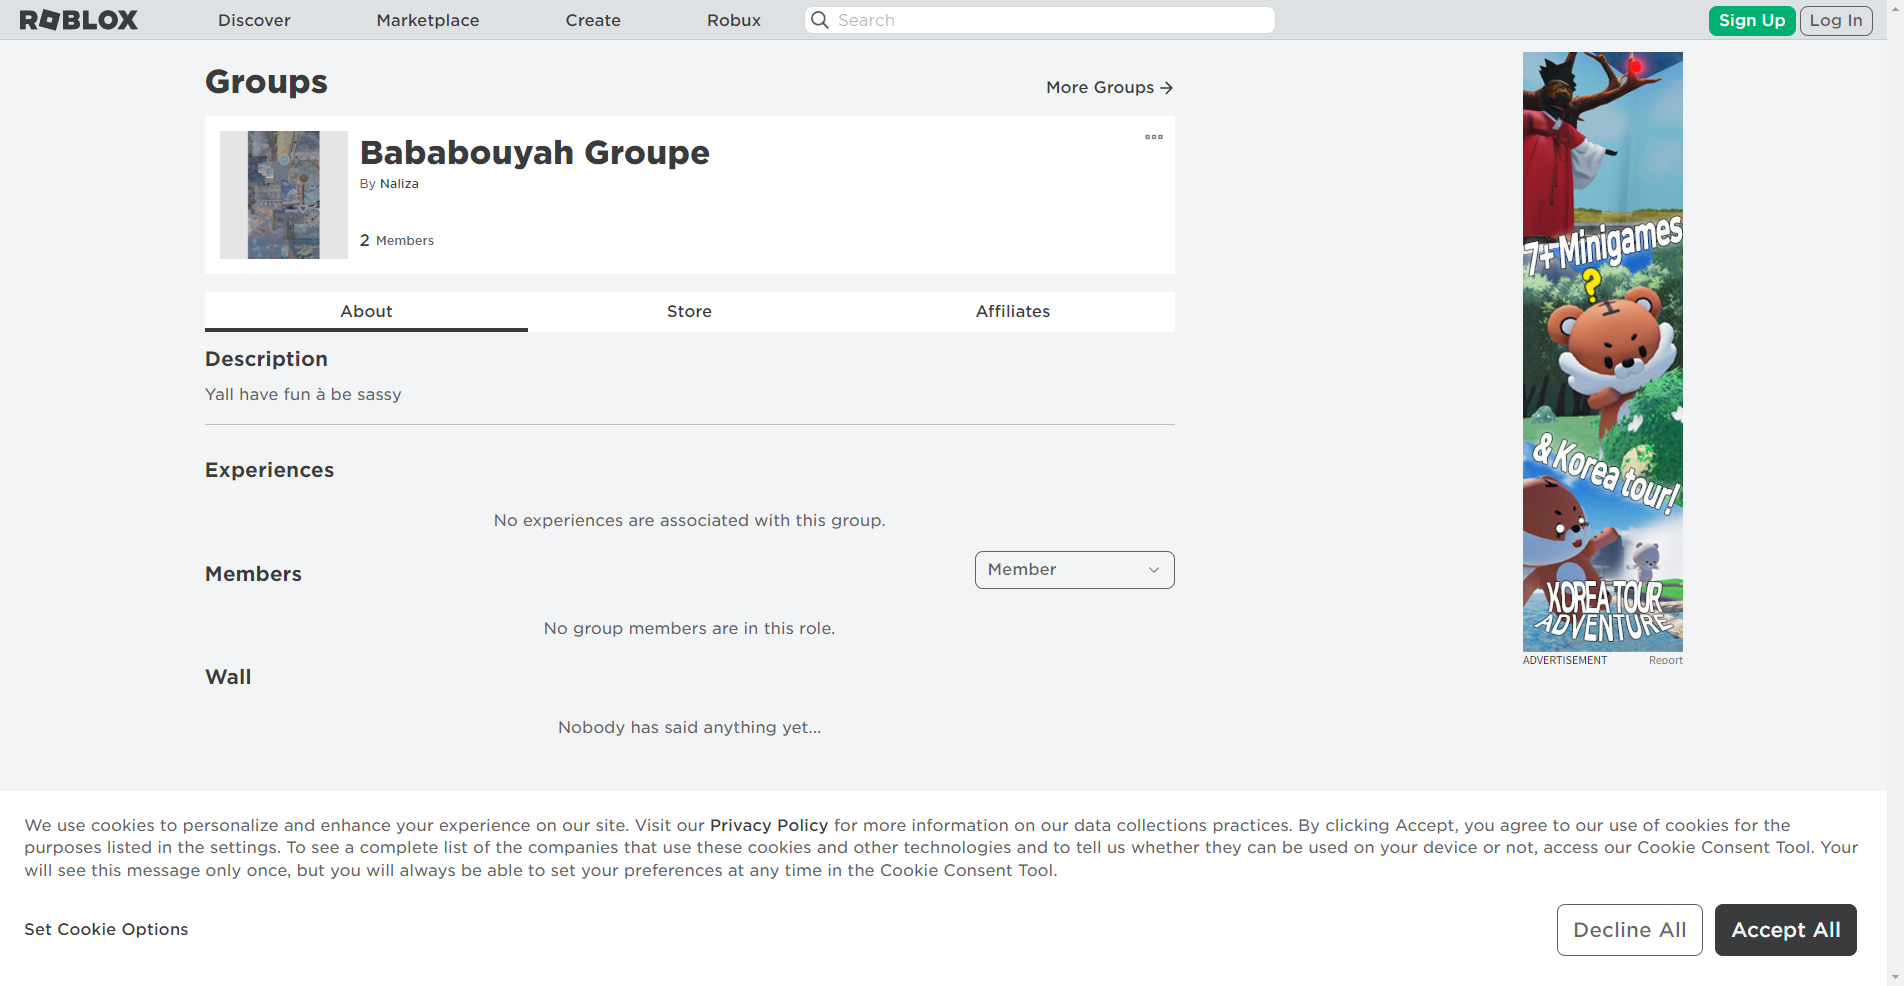 ROBLOX
Discover
Marketplace
Create
Robux
Search
Sign Up
Log In
Groups
More Groups
Bababouyah Groupe
By Naliza
2 Members
About
Store
Affiliates
Description
Yall have fun à be sassy
Experiences
No experiences are associated with this group.
Members
Member
No group members are in this role.
Wall
Nobody has said anything yet...
7+ Minigames
?
& Korea tour!
KOREA TOUR
ADVENTURE
ADVERTISEMENT
Report
We use cookies to personalize and enhance your experience on our site. Visit our Privacy Policy for more information on our data collections practices. By clicking Accept, you agree to our use of cookies for the
purposes listed in the settings. To see a complete list of the companies that use these cookies and other technologies and to tell us whether they can be used on your device or not, access our Cookie Consent Tool. Your
will see this message only once, but you will always be able to set your preferences at any time in the Cookie Consent Tool.
Set Cookie Options
Decline All
Accept All